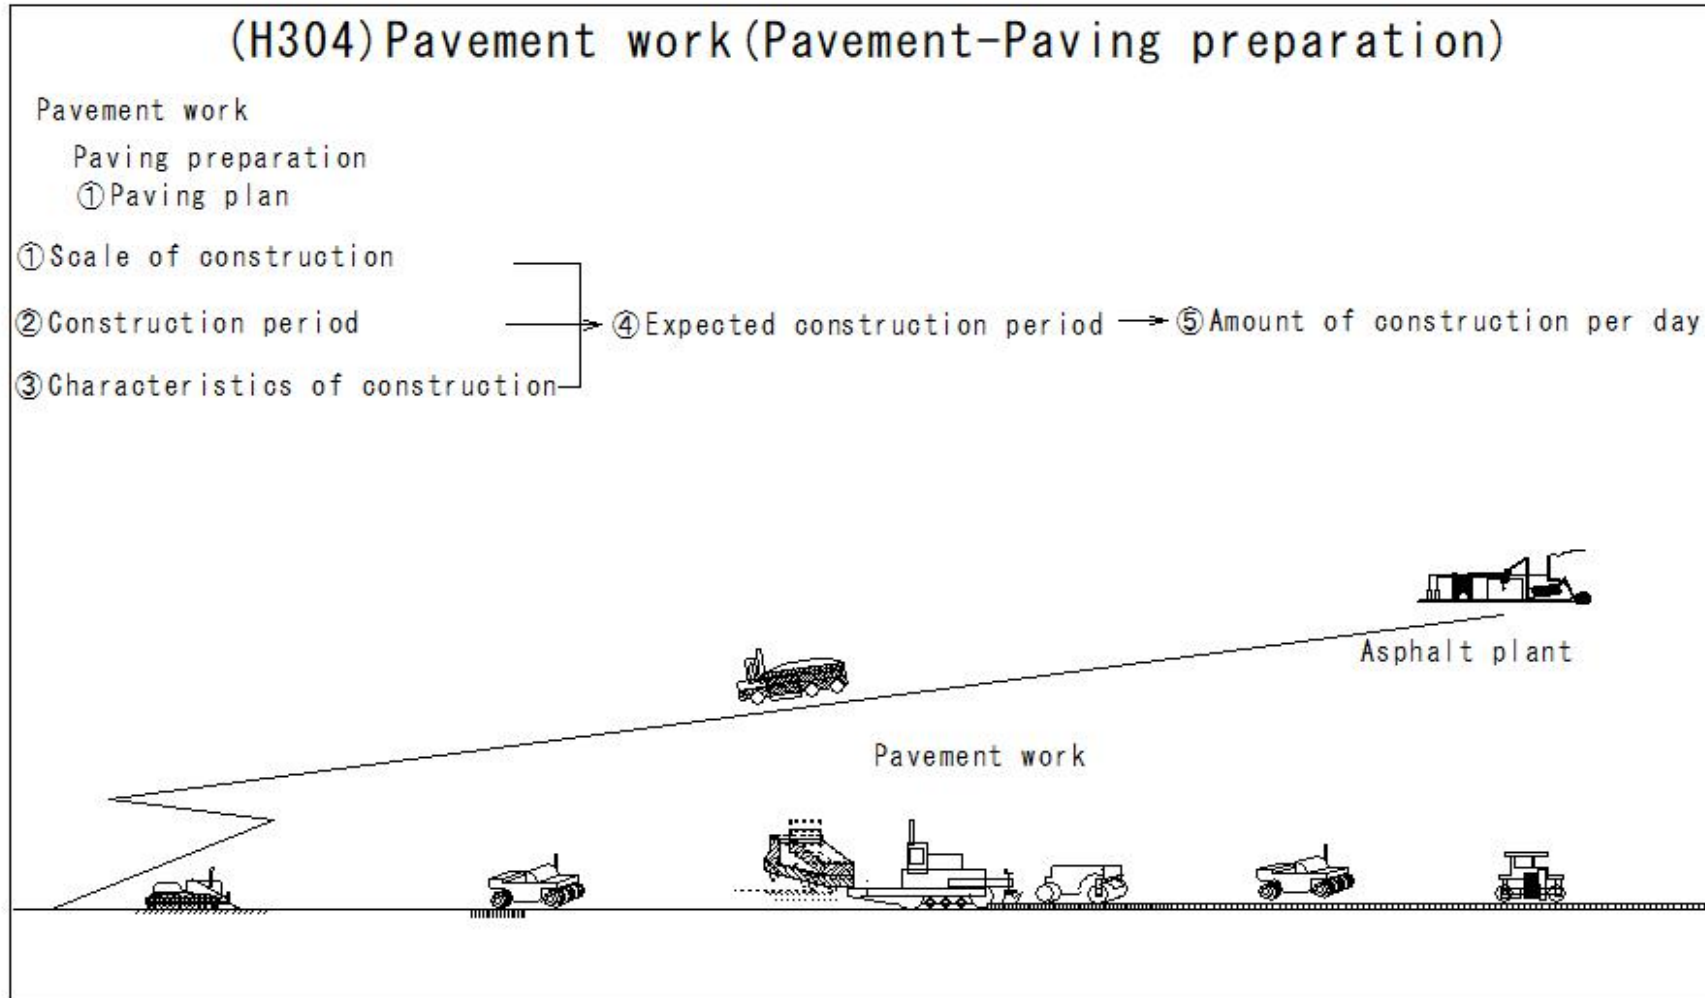 (H304)Pavement work(Pavement-Paving preparation)
Pavement work
Paving preparation
①Paving plan
①Scale of construction
②Construction period
④Expected construction period
⑤Amount of construction per day
③Characteristics of construction
Asphalt plant
Pavement work